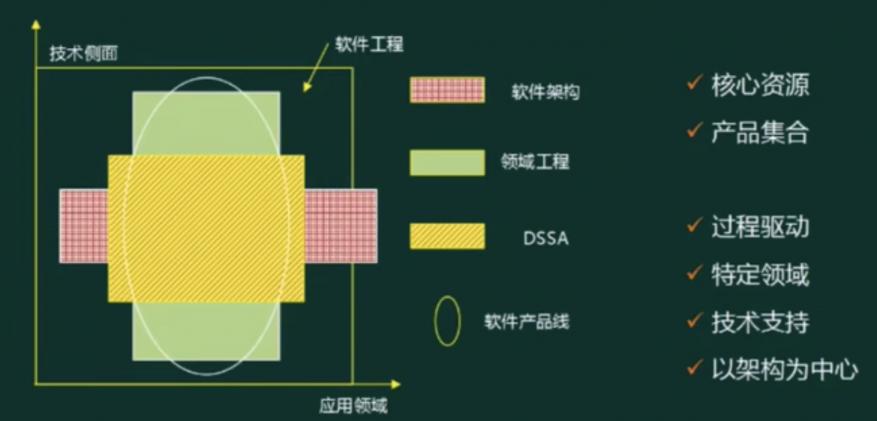 技术侧面
软件工程
软件架构
领域工程
DSSA
软件产品线
应用领域
✓ 核心资源
✓ 产品集合
✓ 过程驱动
✓ 特定领域
✓ 技术支持
✓ 以架构为中心